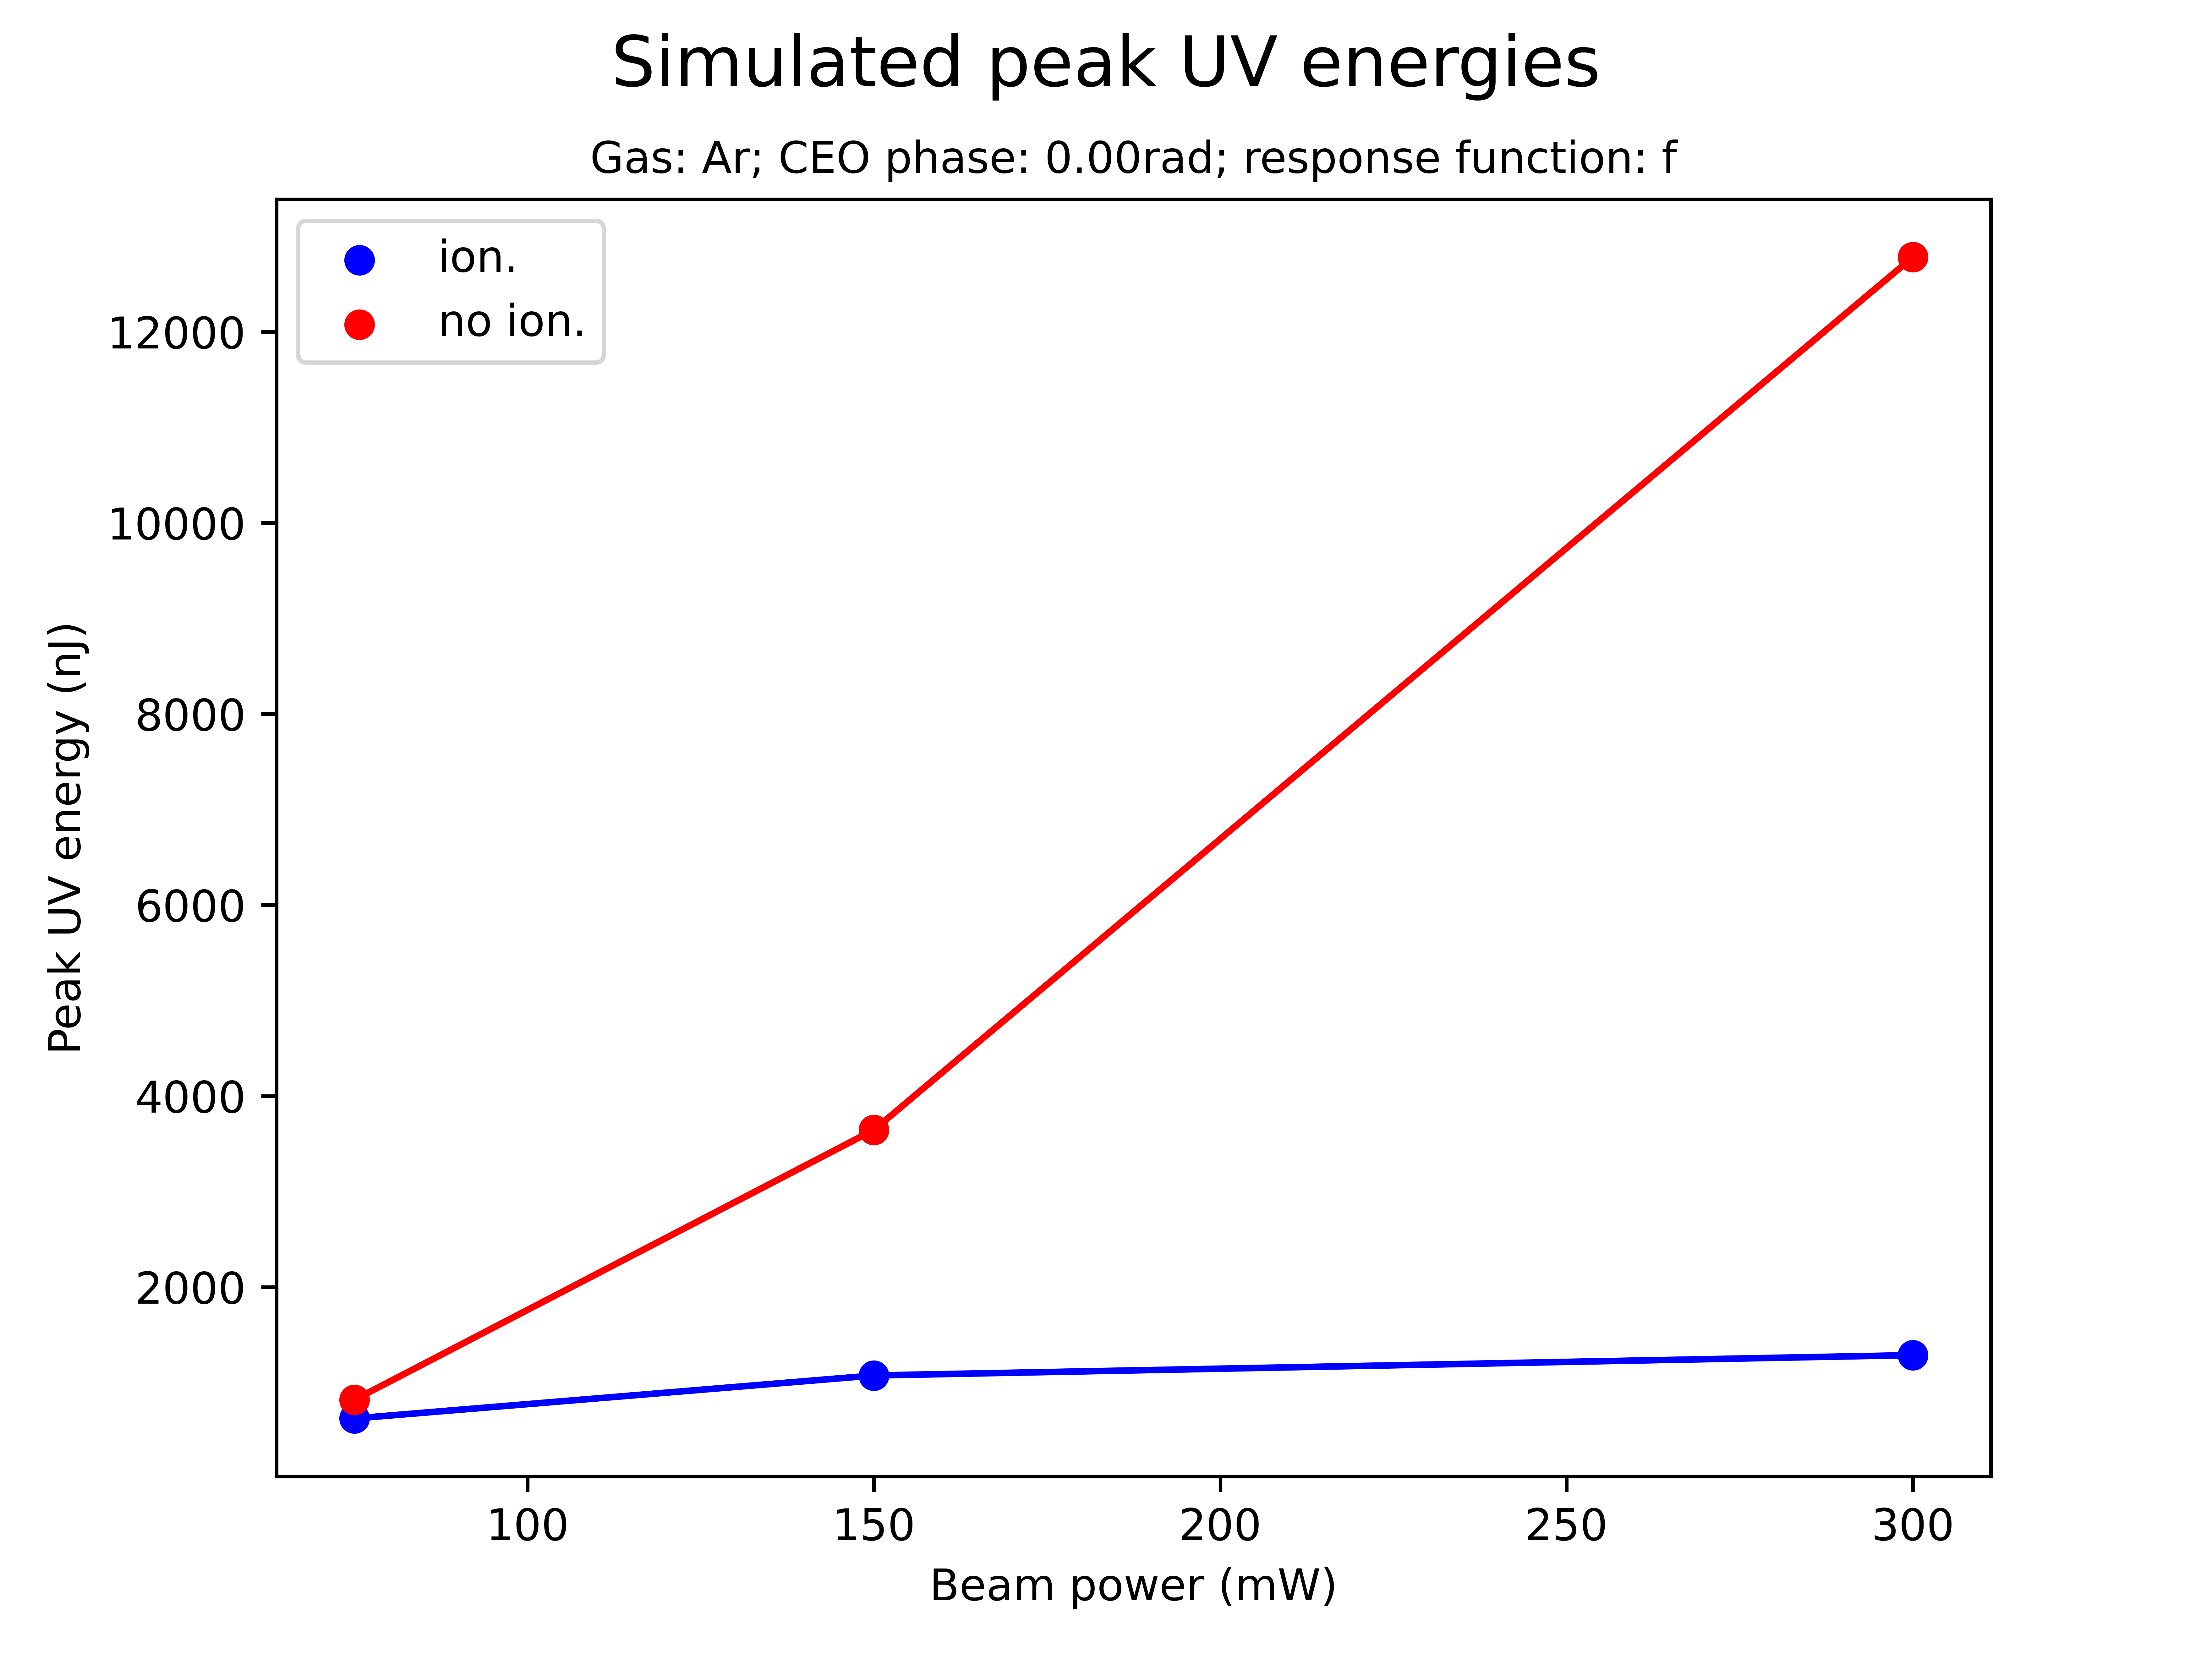 Simulated peak UV energies
Gas: Ar; CEO phase: 0.00rad; response function: f
ion.
no ion.
12000
10000
8000
6000
4000
2000
Peak UV energy (nJ)
100 150 200 250 300
Beam power (mW)